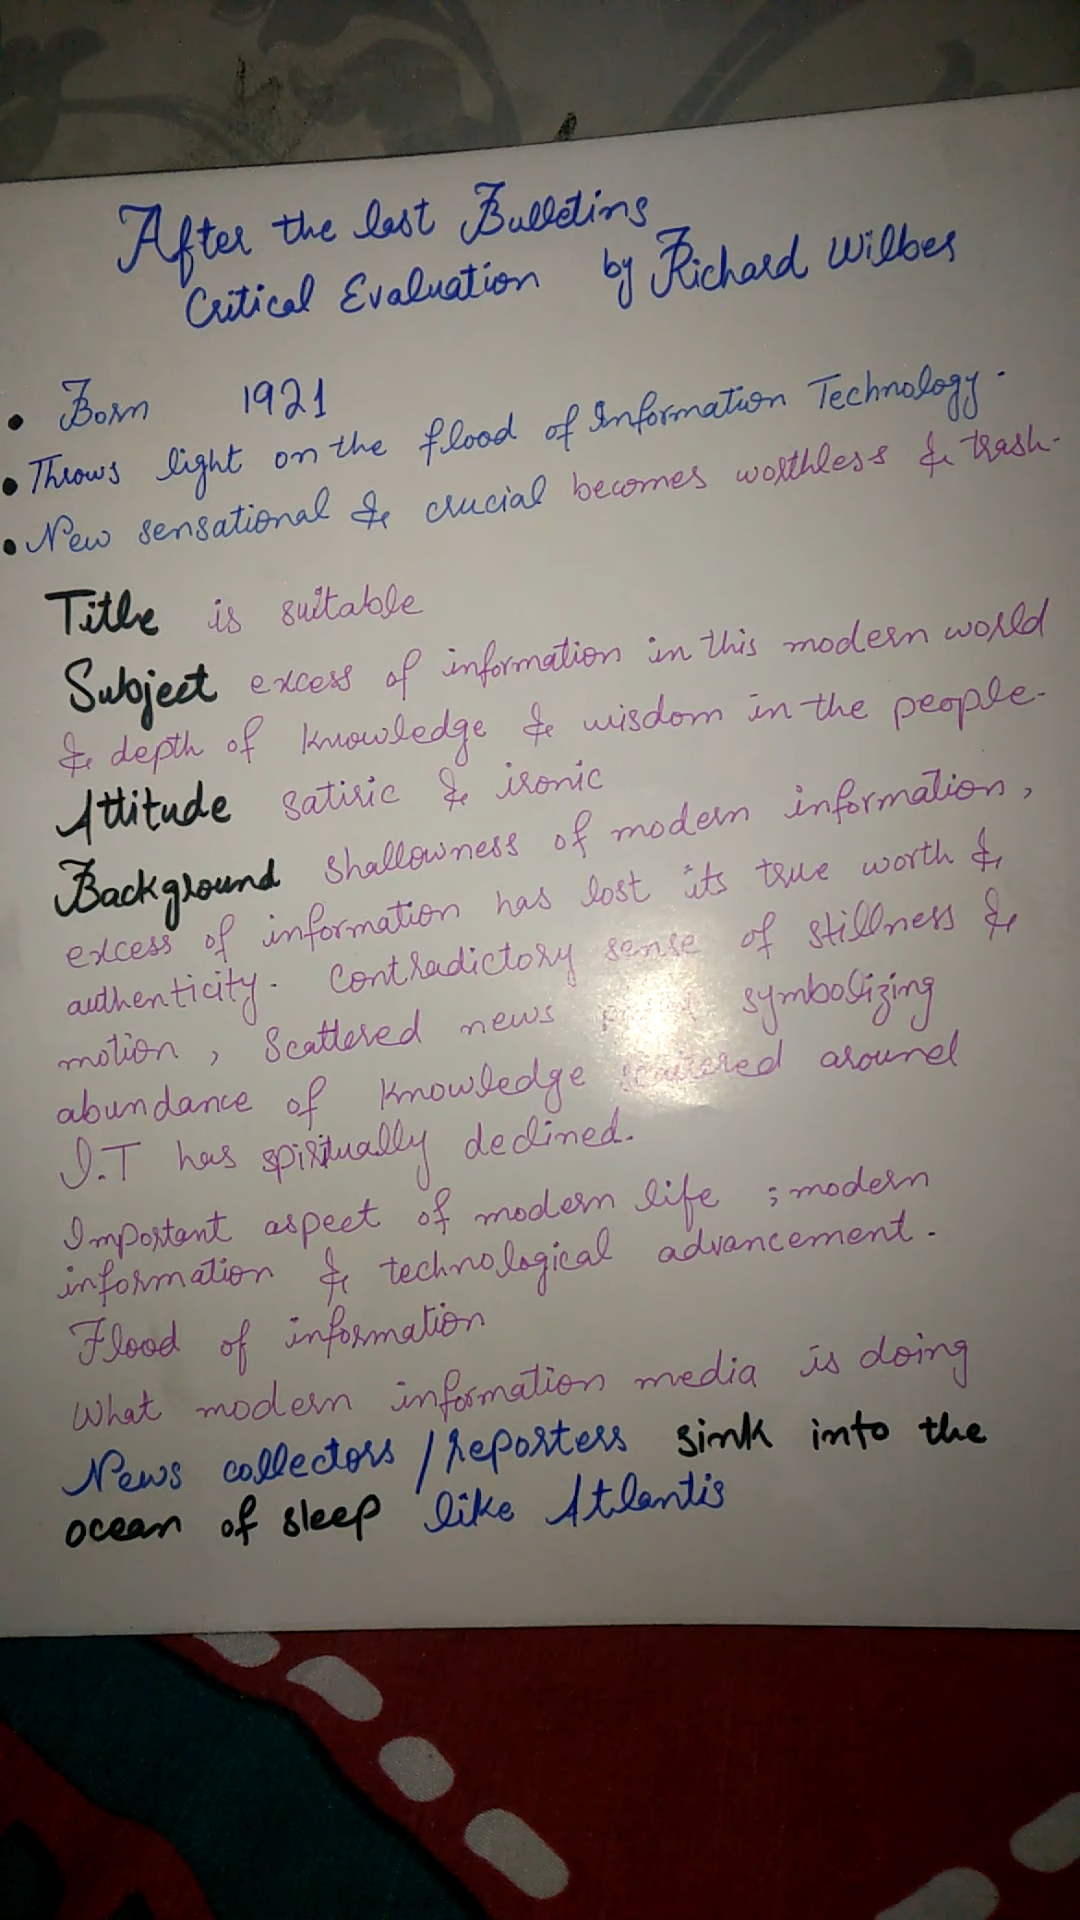 After the last Bulletins
Critical Evaluation by Richard Wilber
• Born 1921
• Throws light on the flood of Information Technology.
• New sensational & crucial becomes worthless & trash.
Title is suitable
Subject excess of information in this modern world
& depth of knowledge & wisdom in the people.
Attitude satiric & ironic
Background shallowness of modern information,
excess of information has lost its true worth &
authenticity. Contradictory sense of stillness &
motion, Scattered news symbolizing
abundance of knowledge scattered around
I.T has spiritually declined.
Important aspect of modern life ; modern
information & technological advancement.
Flood of information
What modern information media is doing
News collectors / reporters sink into the
ocean of sleep like Atlantis